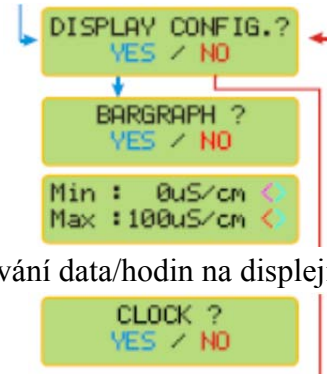 DISPLAY CONFIG.?
YES / NO
BARGRAPH ?
YES / NO
Min : 0uS/cm <>
Max :100uS/cm <>
vání data/hodin na displej
CLOCK ?
YES / NO